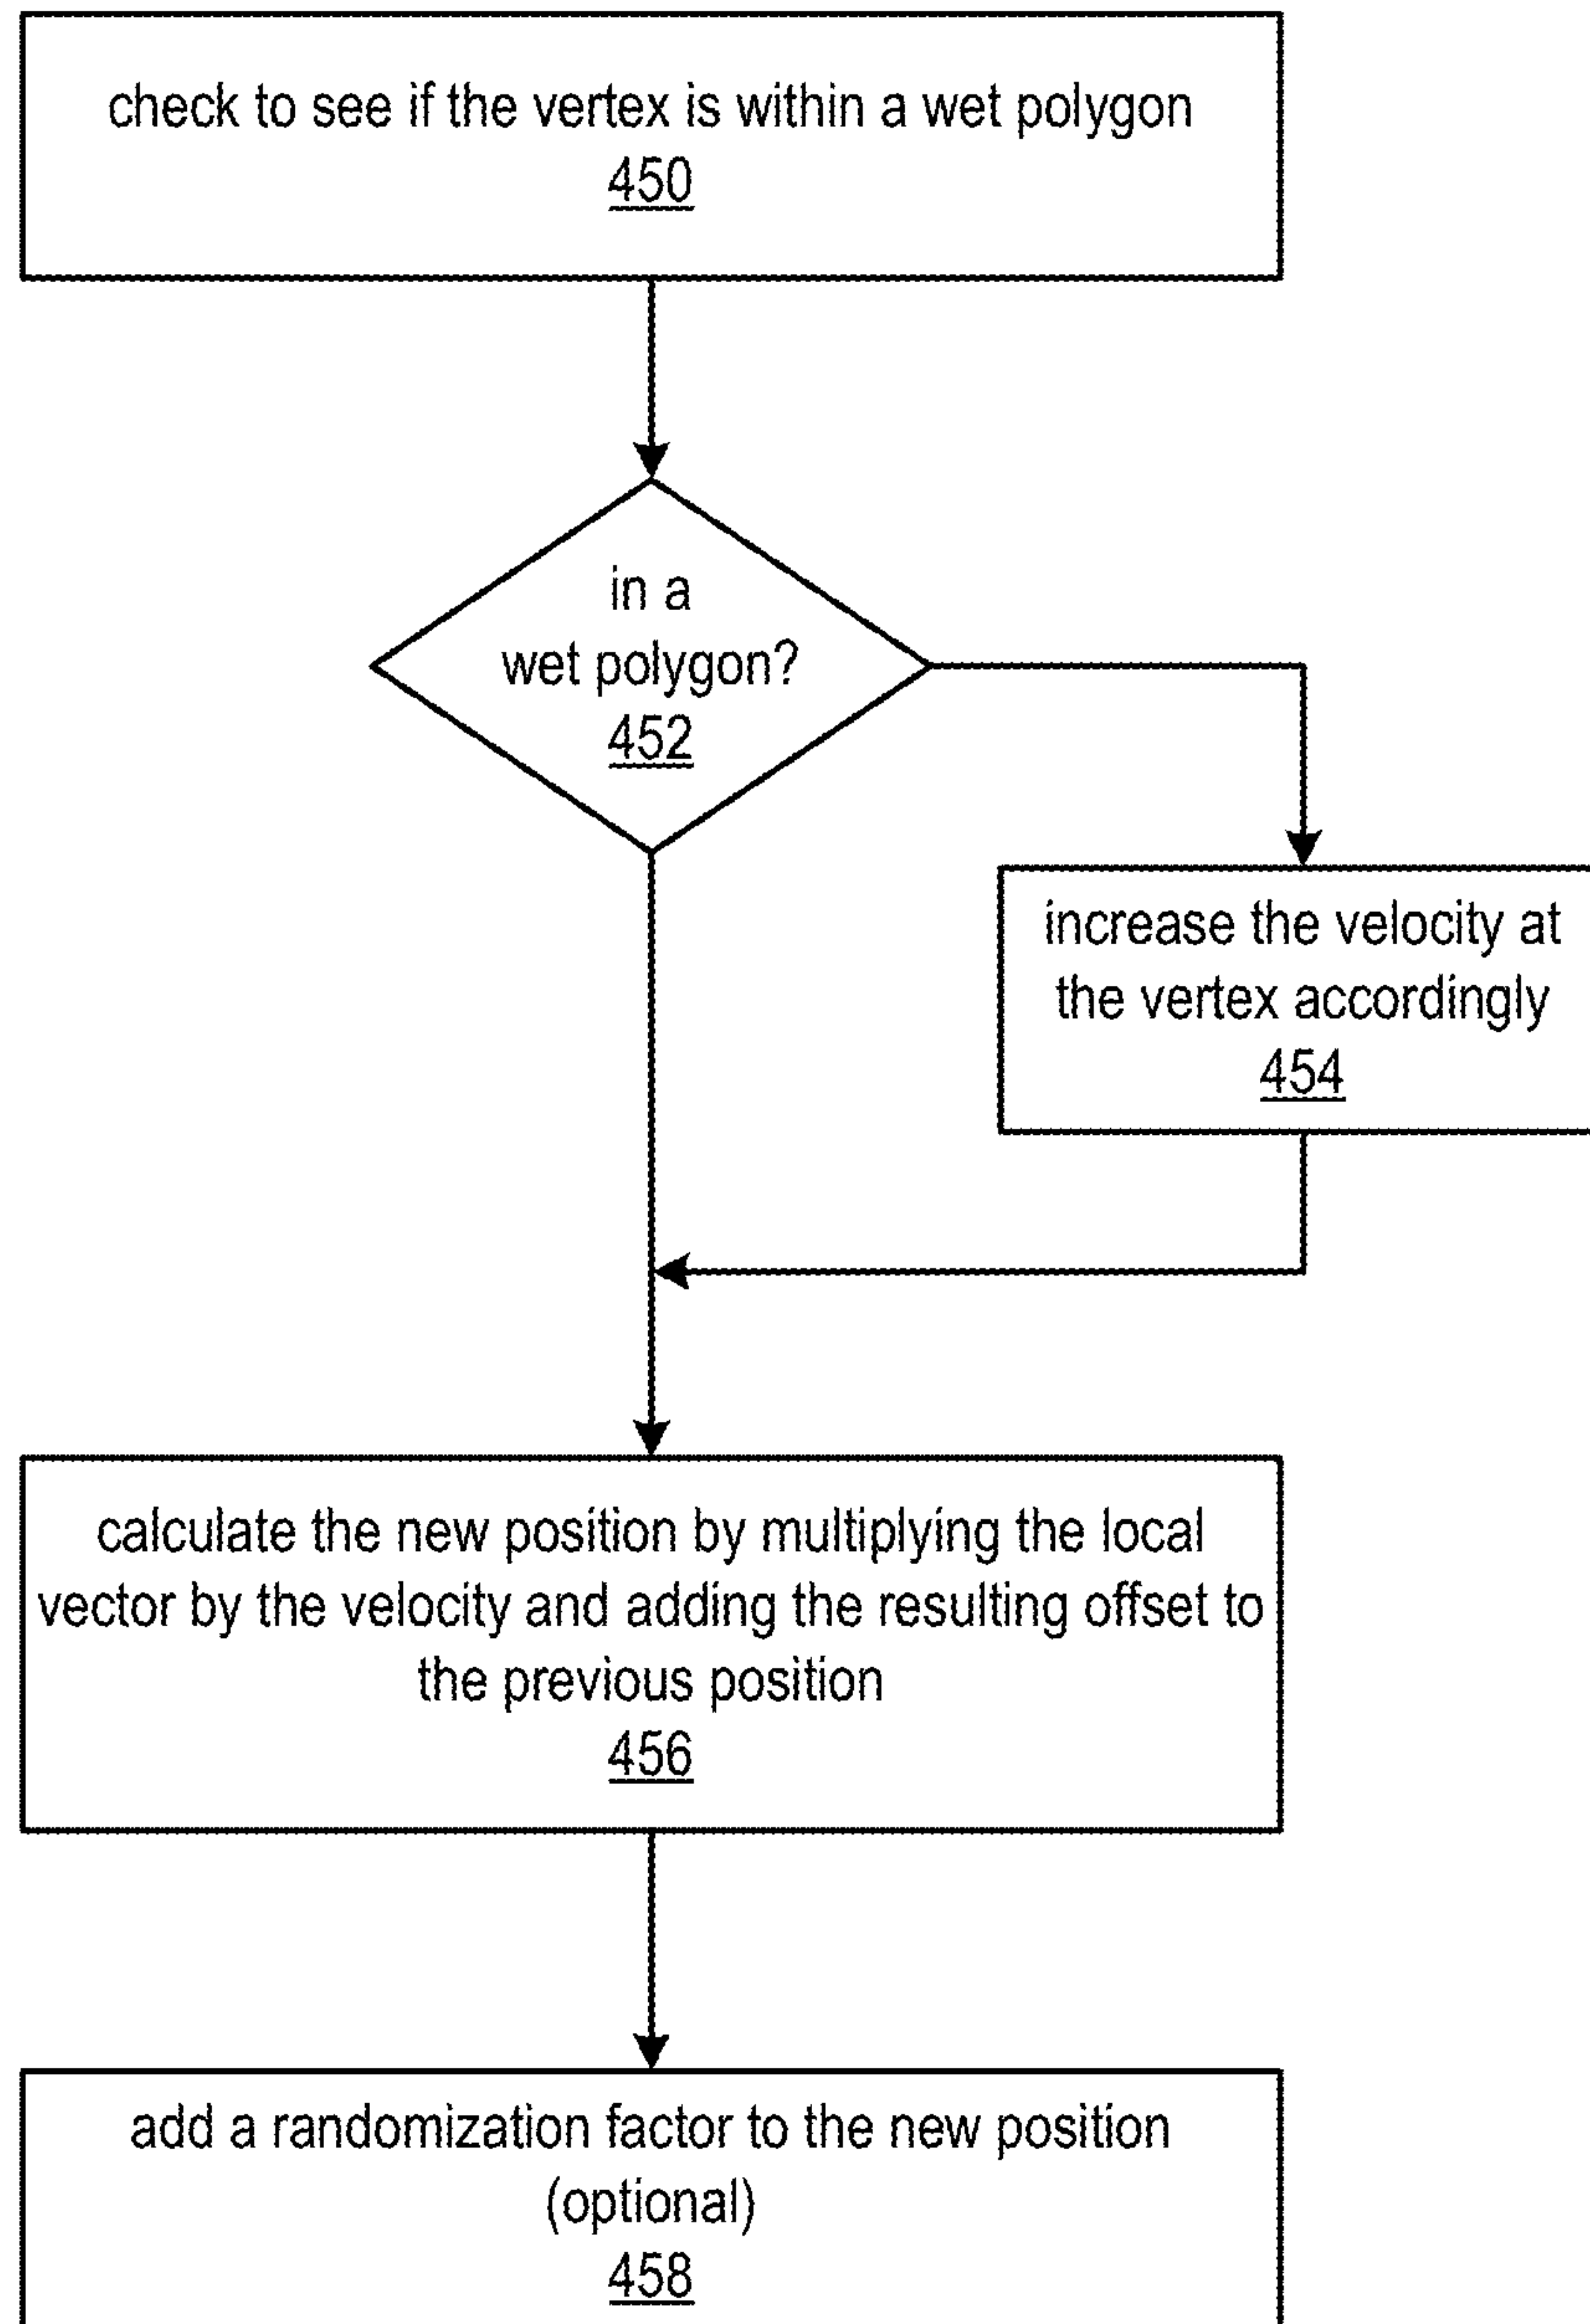 check to see if the vertex is within a wet polygon
450
in a
wet polygon?
452
increase the velocity at
the vertex accordingly
454
calculate the new position by multiplying the local
vector by the velocity and adding the resulting offset to
the previous position
456
add a randomization factor to the new position
(optional)
458